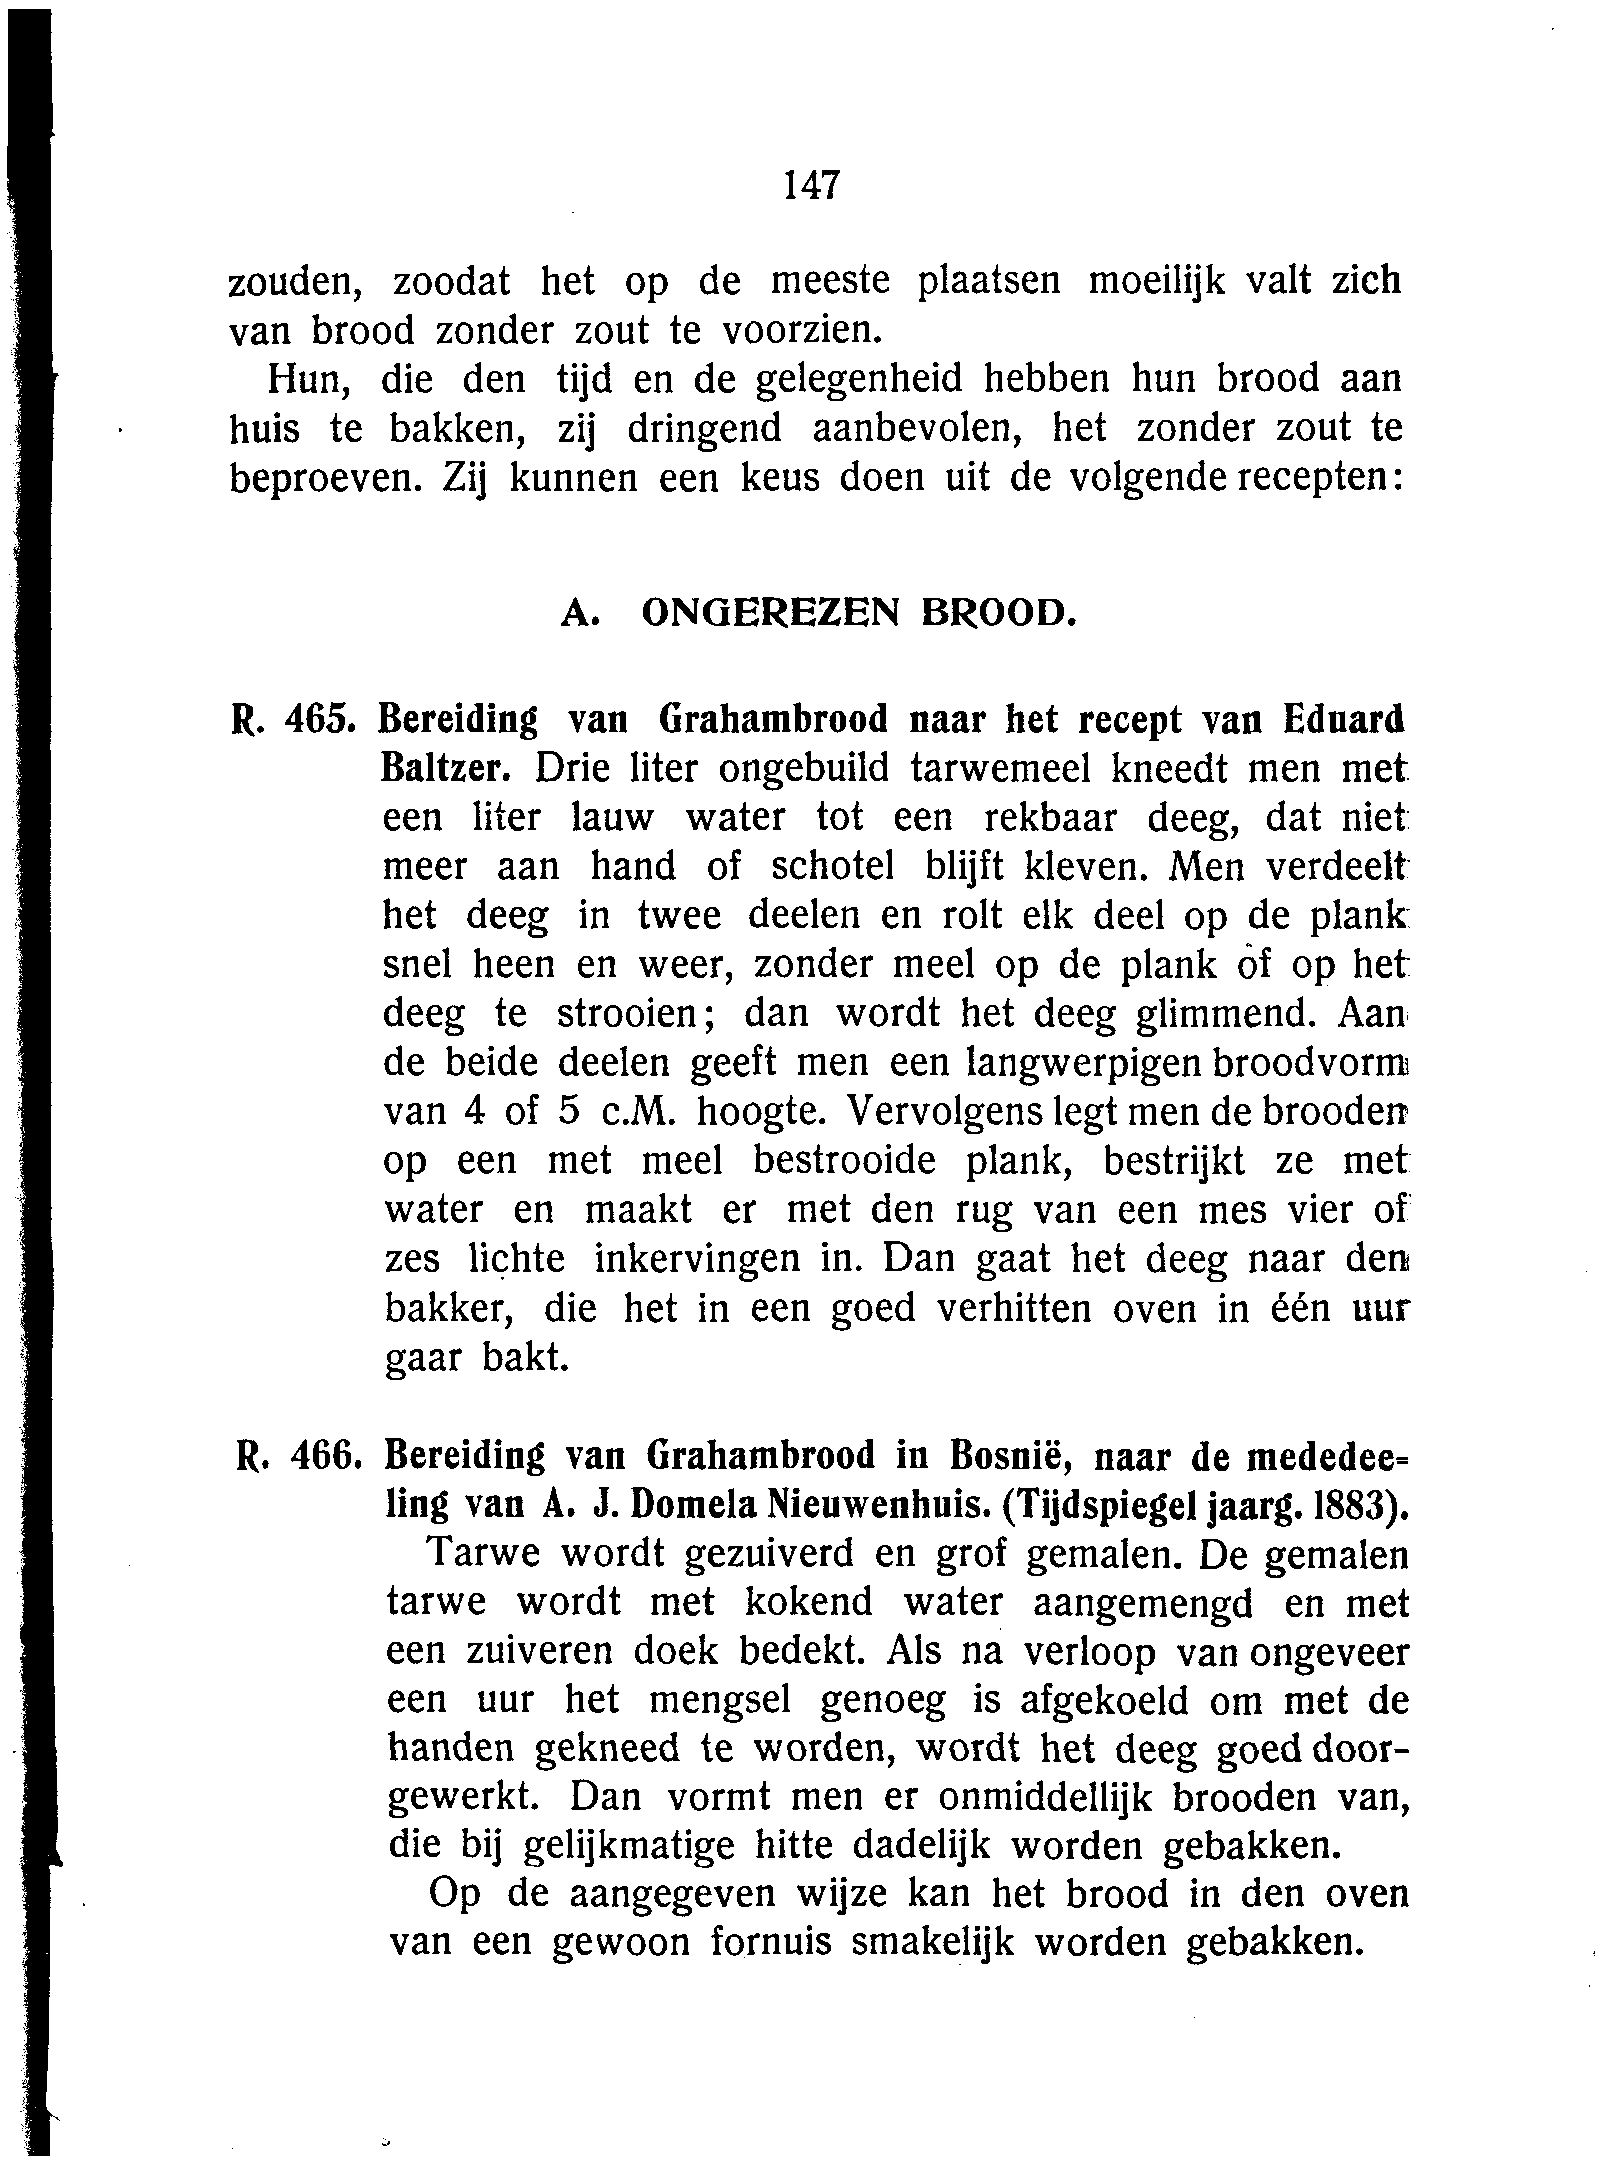 147
zouden, zoodat het op de meeste plaatsen moeilijk valt zich
van brood zonder zout te voorzien.
Hun, die den tijd en de gelegenheid hebben hun brood aan
huis te bakken, zij dringend aanbevolen, het zonder zout te
beproeven. Zij kunnen een keus doen uit de volgende recepten:
A. ONGEREZEN BROOD.
R. 465. Bereiding van Grahambrood naar het recept van Eduard
Baltzer. Drie liter ongebuild tarwemeel kneedt men met
een liter lauw water tot een rekbaar deeg, dat niet
meer aan hand of schotel blijft kleven. Men verdeelt
het deeg in twee deelen en rolt elk deel op de plank
snel heen en weer, zonder meel op de plank òf op het
deeg te strooien; dan wordt het deeg glimmend. Aan
de beide deelen geeft men een langwerpigen broodvorm
van 4 of 5 c.M. hoogte. Vervolgens legt men de brooden
op een met meel bestrooide plank, bestrijkt ze met
water en maakt er met den rug van een mes vier of
zes lichte inkervingen in. Dan gaat het deeg naar den
bakker, die het in een goed verhitten oven in één uur
gaar bakt.
R. 466. Bereiding van Grahambrood in Bosnië, naar de mededee=
ling van A. J. Domela Nieuwenhuis. (Tijdspiegel jaarg. 1883).
Tarwe wordt gezuiverd en grof gemalen. De gemalen
tarwe wordt met kokend water aangemengd en met
een zuiveren doek bedekt. Als na verloop van ongeveer
een uur het mengsel genoeg is afgekoeld om met de
handen gekneed te worden, wordt het deeg goed door-
gewerkt. Dan vormt men er onmiddellijk brooden van,
die bij gelijkmatige hitte dadelijk worden gebakken.
Op de aangegeven wijze kan het brood in den oven
van een gewoon fornuis smakelijk worden gebakken.